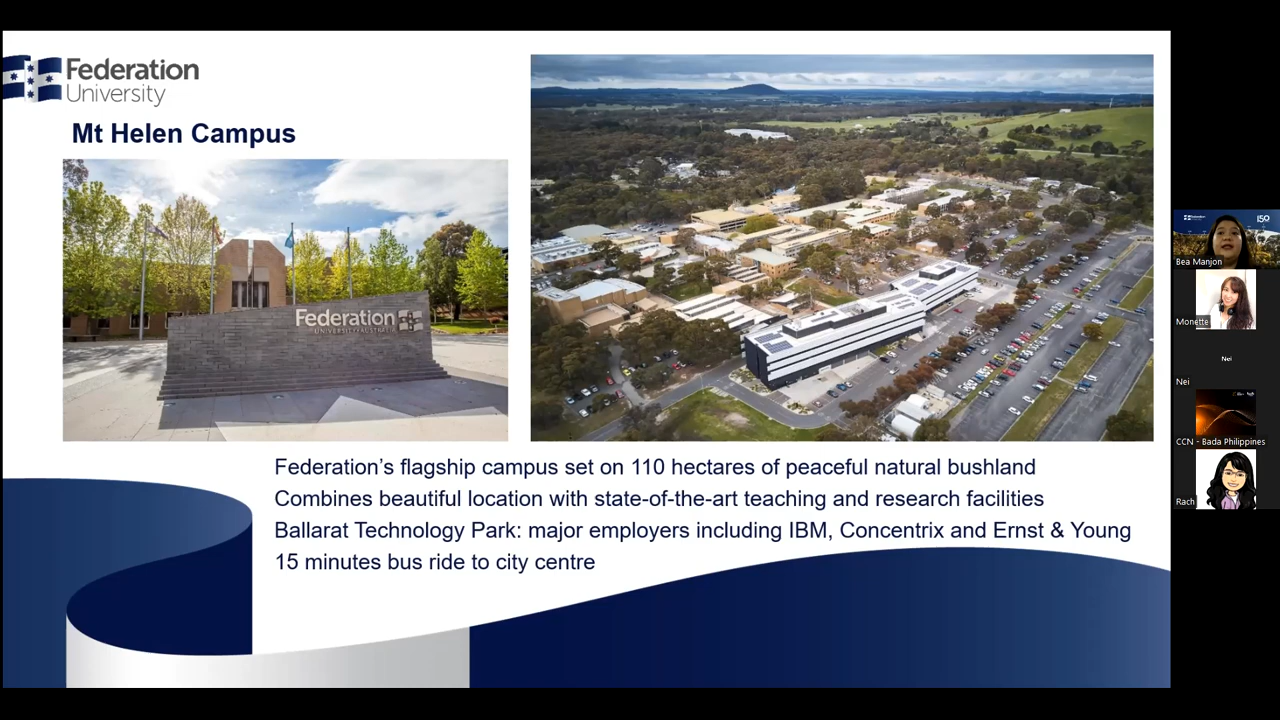 Federation
University
Mt Helen Campus
Federation
UNIVERSITY AUSTRALIA
Federation's flagship campus set on 110 hectares of peaceful natural bushland
Combines beautiful location with state-of-the-art teaching and research facilities
Ballarat Technology Park: major employers including IBM, Concentrix and Ernst & Young
15 minutes bus ride to city centre
Federation
150
Bea Manjon
Monette
Nei
Nei
CCN - Bada Philippines
Rach